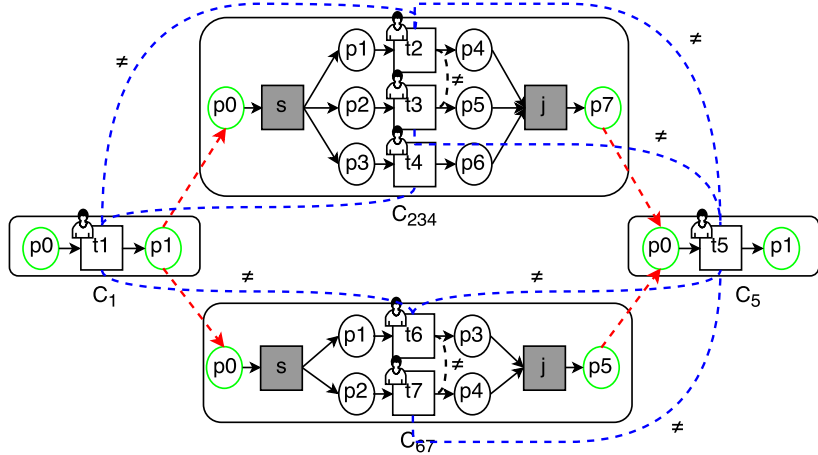 p1 t2 p4
≠ ≠
≠
p0 s p2 t3 p5 j p7
≠
p3 t4 p6
C234
p0 t1 p1
p0 t5 p1
C1
C5
≠ ≠
p1 t6 p3
p0 s ≠ j p5
p2 t7 p4
C67
≠